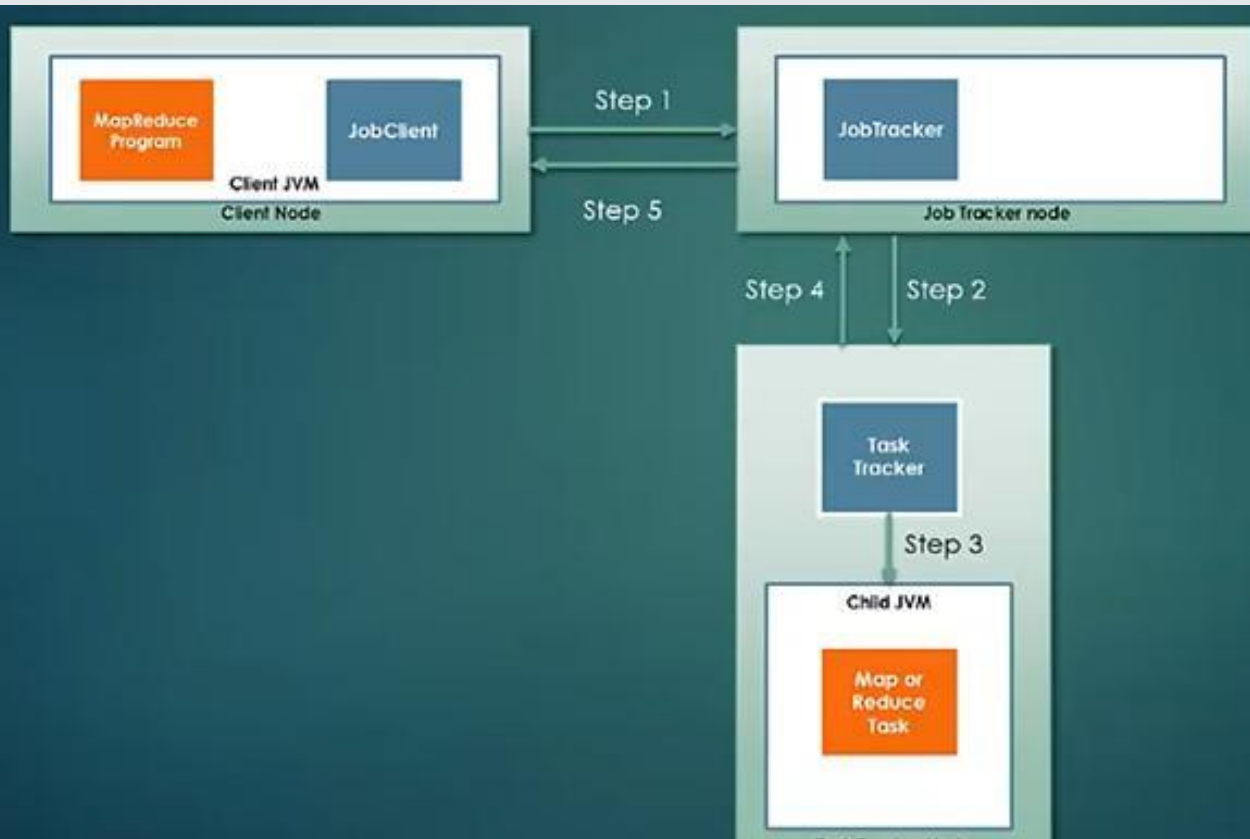 MapReduce
Program
JobClient
Client JVM
Client Node
Step 1
Step 5
JobTracker
Job Tracker node
Step 4
Step 2
Task
Tracker
Step 3
Child JVM
Map or
Reduce
Task